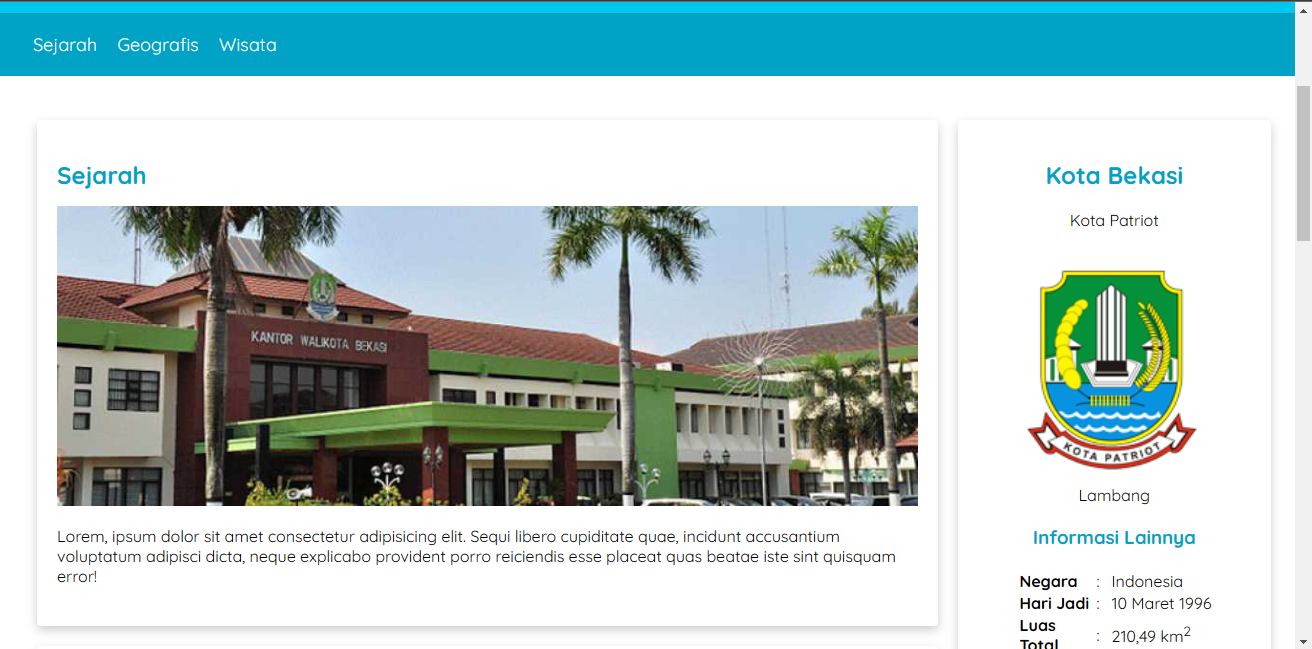 Sejarah Geografis Wisata
Sejarah
KANTOR WALIKOTA BEKASI
Lorem, ipsum dolor sit amet consectetur adipisicing elit. Sequi libero cupiditate quae, incidunt accusantium
voluptatum adipisci dicta, neque explicabo provident porro reiciendis esse placeat quas beatae iste sint quisquam
error!
Kota Bekasi
Kota Patriot
KOTA PATRIOT
Lambang
Informasi Lainnya
Negara : Indonesia
Hari Jadi : 10 Maret 1996
Luas
Total : 210,49 km²